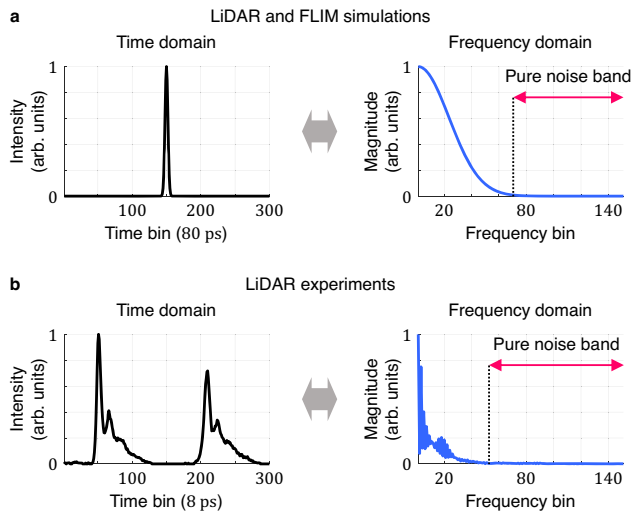 a LiDAR and FLIM simulations
Time domain
Frequency domain
Intensity
(arb. units)
1
0
100
200
300
Time bin (80 ps)
Magnitude
(arb. units)
Pure noise band
1
0
20
80
140
Frequency bin
b LiDAR experiments
Time domain
Frequency domain
Intensity
(arb. units)
1
0
100
200
300
Time bin (8 ps)
Magnitude
(arb. units)
Pure noise band
1
0
20
80
140
Frequency bin